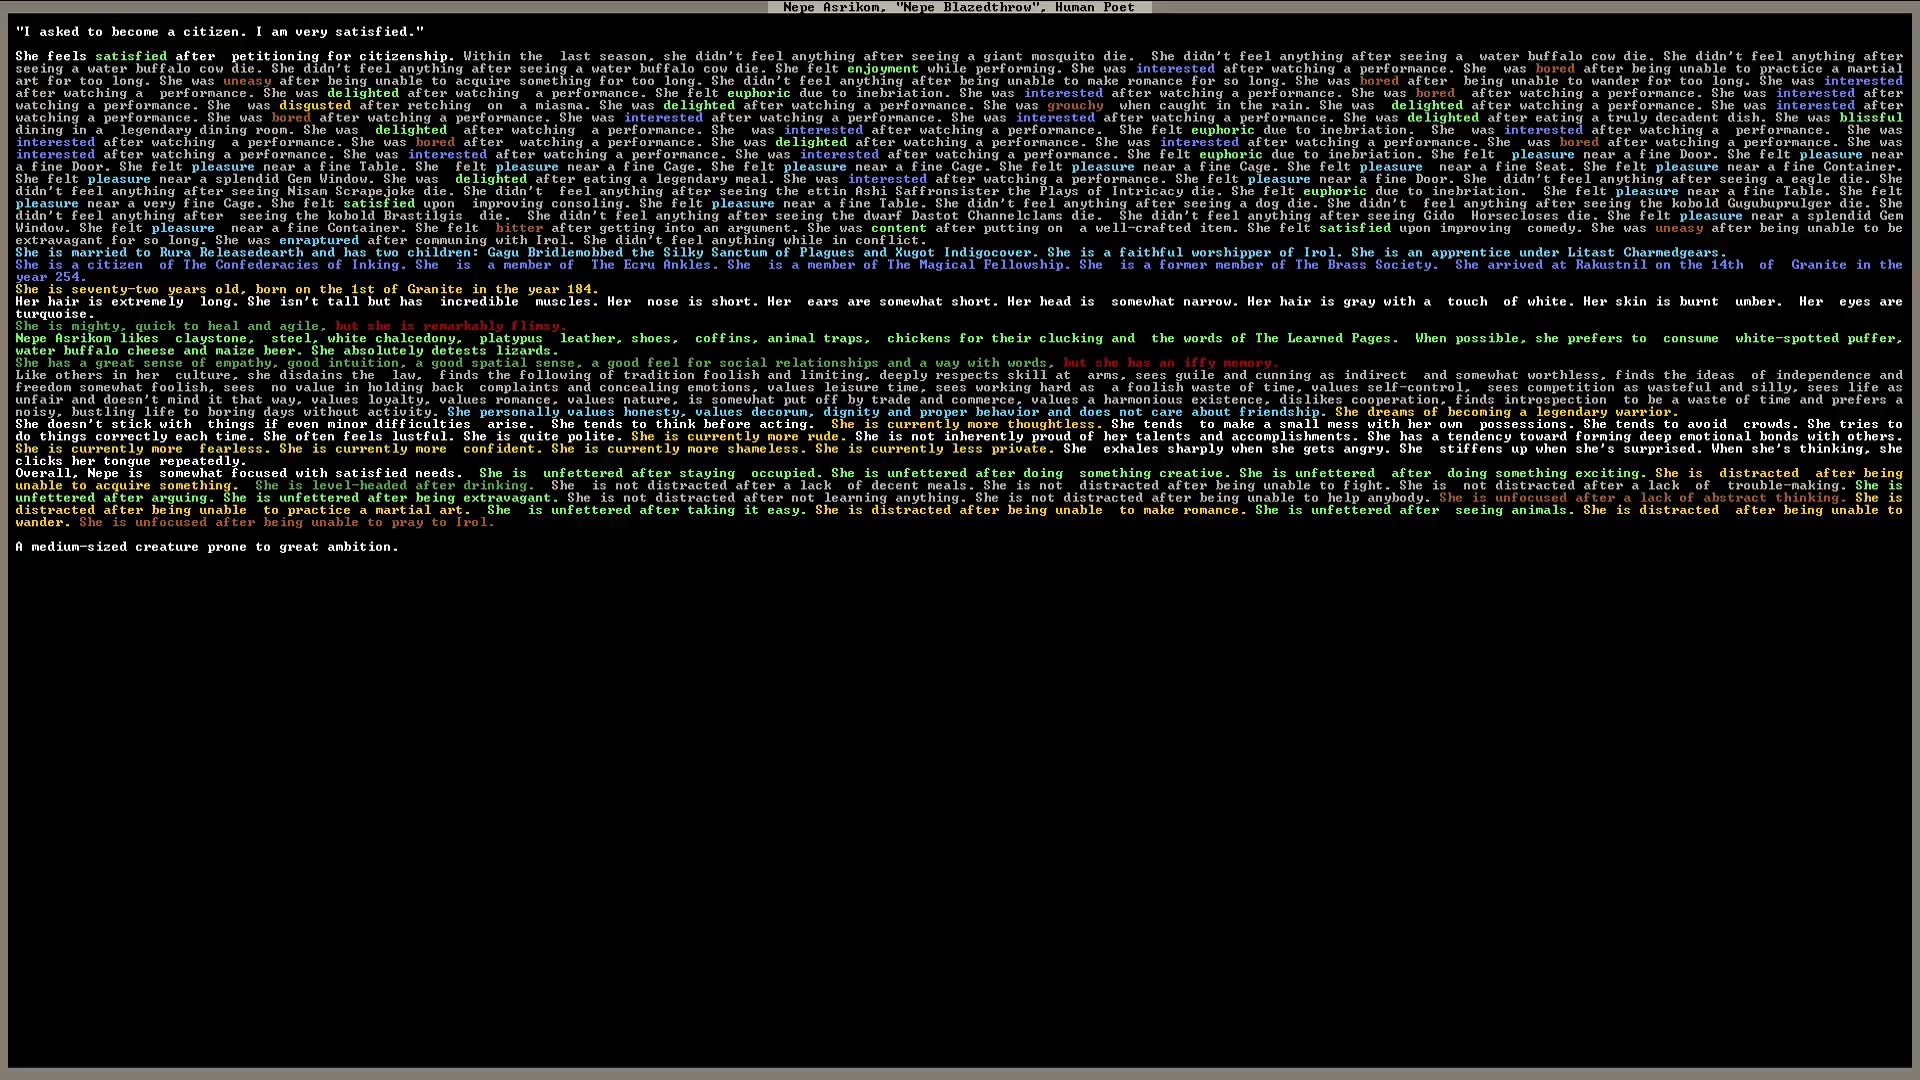 Nepe Asrikom, "Nepe Blazedthrow", Human Poet
"I asked to become a citizen. I am very satisfied."
She feels satisfied after petitioning for citizenship. Within the last season, she didn't feel anything after seeing a giant mosquito die. She didn't feel anything after seeing a water buffalo cow die. She didn't feel anything after
seeing a water buffalo cow die. She didn't feel anything after seeing a water buffalo cow die. She felt enjoyment while performing. She was interested after watching a performance. She was bored after being unable to practice a martial
art for too long. She was uneasy after being unable to acquire something for too long. She didn't feel anything after being unable to make romance for so long. She was bored after being unable to wander for too long. She was interested
after watching a performance. She was delighted after watching a performance. She felt euphoric due to inebriation. She was interested after watching a performance. She was bored after watching a performance. She was interested after
watching a performance. She was disgusted after retching on a miasma. She was delighted after watching a performance. She was grouchy when caught in the rain. She was delighted after watching a performance. She was interested after
watching a performance. She was bored after watching a performance. She was interested after watching a performance. She was interested after watching a performance. She was delighted after eating a truly decadent dish. She was blissful
dining in a legendary dining room. She was delighted after watching a performance. She was interested after watching a performance. She felt euphoric due to inebriation. She was interested after watching a performance. She was
interested after watching a performance. She was bored after watching a performance. She was delighted after watching a performance. She was interested after watching a performance. She was bored after watching a performance. She was
interested after watching a performance. She was interested after watching a performance. She was interested after watching a performance. She felt euphoric due to inebriation. She felt pleasure near a fine Door. She felt pleasure near
a fine Door. She felt pleasure near a fine Table. She felt pleasure near a fine Cage. She felt pleasure near a fine Cage. She felt pleasure near a fine Cage. She felt pleasure near a fine Seat. She felt pleasure near a fine Container.
She felt pleasure near a splendid Gem Window. She was delighted after eating a legendary meal. She was interested after watching a performance. She felt pleasure near a fine Door. She didn't feel anything after seeing a eagle die. She
didn't feel anything after seeing Nisam Scrapejoke die. She didn't feel anything after seeing the ettin Ashi Saffronsister the Plays of Intricacy die. She felt euphoric due to inebriation. She felt pleasure near a fine Table. She felt
pleasure near a very fine Cage. She felt satisfied upon improving consoling. She felt pleasure near a fine Table. She didn't feel anything after seeing a dog die. She didn't feel anything after seeing the kobold Gugubuprulger die. She
didn't feel anything after seeing the kobold Brastilgis die. She didn't feel anything after seeing the dwarf Dastot Channelclams die. She didn't feel anything after seeing Gido Horsecloses die. She felt pleasure near a splendid Gem
Window. She felt pleasure near a fine Container. She felt bitter after getting into an argument. She was content after putting on a well-crafted item. She felt satisfied upon improving comedy. She was uneasy after being unable to be
extravagant for so long. She was enraptured after communing with Irol. She didn't feel anything while in conflict.
She is married to Rura Releasedearth and has two children: Gagu Bridlemobbed the Silky Sanctum of Plagues and Xugot Indigocover. She is a faithful worshipper of Irol. She is an apprentice under Litast Charmedgears.
She is a citizen of The Confederacies of Inking. She is a member of The Ecru Ankles. She is a member of The Magical Fellowship. She is a former member of The Brass Society. She arrived at Rakustnil on the 14th of Granite in the
year 254.
She is seventy-two years old, born on the 1st of Granite in the year 184.
Her hair is extremely long. She isn't tall but has incredible muscles. Her nose is short. Her ears are somewhat short. Her head is somewhat narrow. Her hair is gray with a touch of white. Her skin is burnt umber. Her eyes are
turquoise.
She is mighty, quick to heal and agile, but she is remarkably flimsy.
Nepe Asrikom likes claystone, steel, white chalcedony, platypus leather, shoes, coffins, animal traps, chickens for their clucking and the words of The Learned Pages. When possible, she prefers to consume white-spotted puffer,
water buffalo cheese and maize beer. She absolutely detests lizards.
She has a great sense of empathy, good intuition, a good spatial sense, a good feel for social relationships and a way with words, but she has an iffy memory.
Like others in her culture, she disdains the law, finds the following of tradition foolish and limiting, deeply respects skill at arms, sees guile and cunning as indirect and somewhat worthless, finds the ideas of independence and
freedom somewhat foolish, sees no value in holding back complaints and concealing emotions, values leisure time, sees working hard as a foolish waste of time, values self-control, sees competition as wasteful and silly, sees life as
unfair and doesn't mind it that way, values loyalty, values romance, values nature, is somewhat put off by trade and commerce, values a harmonious existence, dislikes cooperation, finds introspection to be a waste of time and prefers a
noisy, bustling life to boring days without activity. She personally values honesty, values decorum, dignity and proper behavior and does not care about friendship. She dreams of becoming a legendary warrior.
She doesn't stick with things if even minor difficulties arise. She tends to think before acting. She is currently more thoughtless. She tends to make a small mess with her own possessions. She tends to avoid crowds. She tries to
do things correctly each time. She often feels lustful. She is quite polite. She is currently more rude. She is not inherently proud of her talents and accomplishments. She has a tendency toward forming deep emotional bonds with others.
She is currently more fearless. She is currently more confident. She is currently more shameless. She is currently less private. She exhales sharply when she gets angry. She stiffens up when she's surprised. When she's thinking, she
clicks her tongue repeatedly.
Overall, Nepe is somewhat focused with satisfied needs. She is unfettered after staying occupied. She is unfettered after doing something creative. She is unfettered after doing something exciting. She is distracted after being
unable to acquire something. She is level-headed after drinking. She is not distracted after a lack of decent meals. She is not distracted after being unable to fight. She is not distracted after a lack of trouble-making. She is
unfettered after arguing. She is unfettered after being extravagant. She is not distracted after not learning anything. She is not distracted after being unable to help anybody. She is unfocused after a lack of abstract thinking. She is
distracted after being unable to practice a martial art. She is unfettered after taking it easy. She is distracted after being unable to make romance. She is unfettered after seeing animals. She is distracted after being unable to
wander. She is unfocused after being unable to pray to Irol.
A medium-sized creature prone to great ambition.